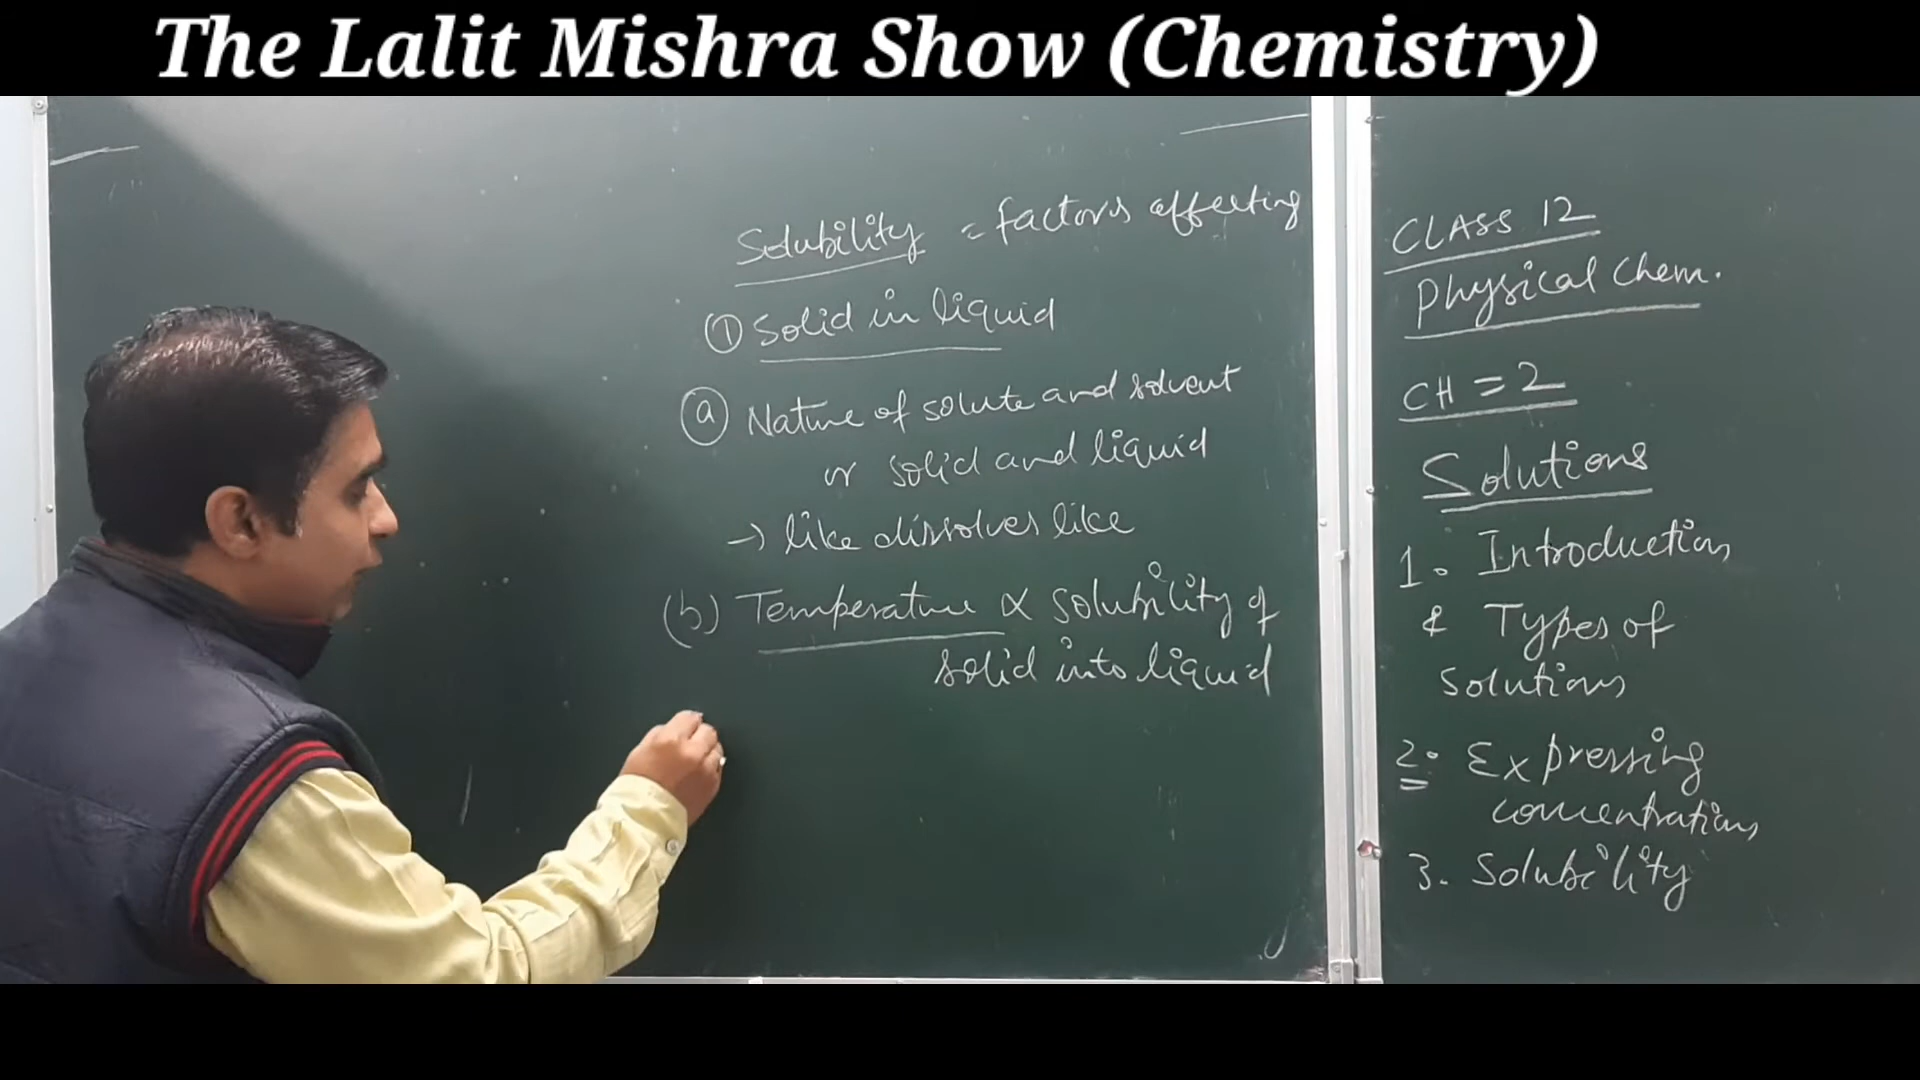 The Lalit Mishra Show (Chemistry)
Solubility = factors affecting
① Solid in liquid
ⓐ Nature of solute and solvent
or solid and liquid
→ like dissolves like
(b) Temperature ∝ solubility of
solid into liquid
CLASS 12
Physical Chem.
CH = 2
Solutions
1. Introduction
& Types of
Solutions
2. Expressing
concentrations
3. Solubility